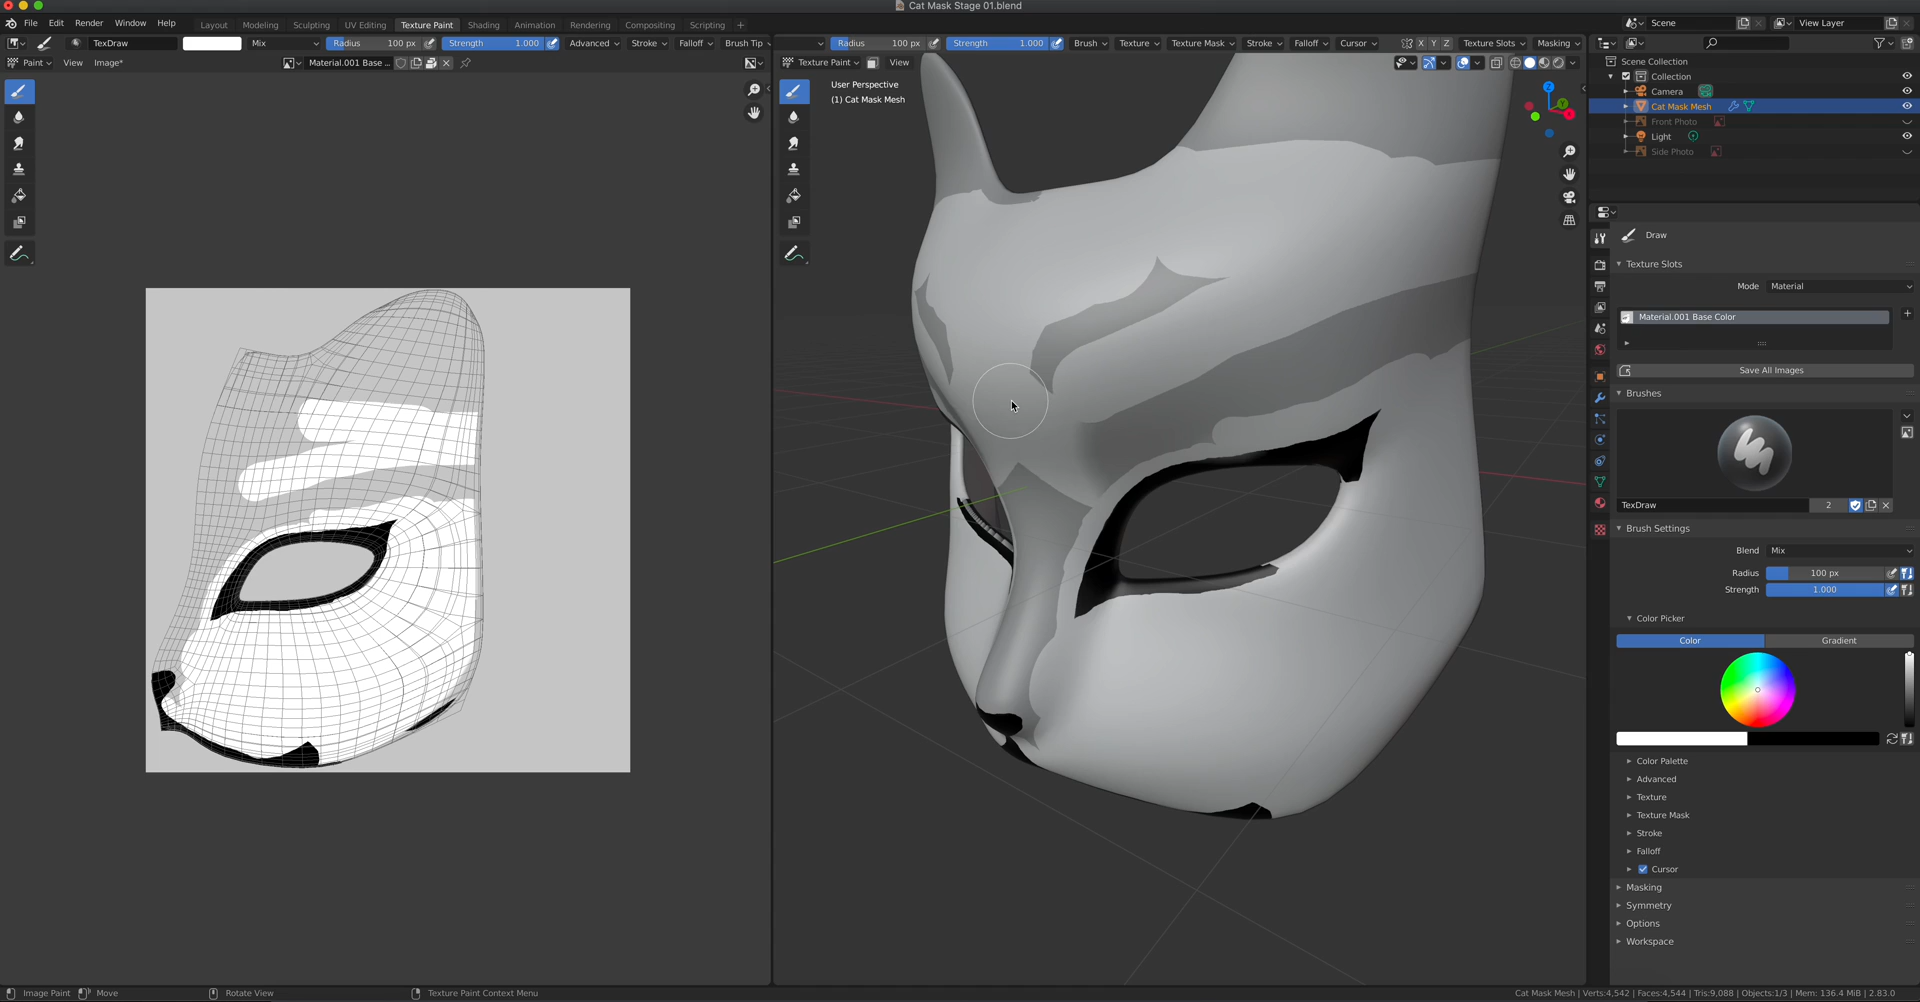 Cat Mask Stage 01.blend
File Edit Render Window Help Layout Modeling Sculpting UV Editing Texture Paint Shading Animation Rendering Compositing Scripting + Scene View Layer
TexDraw Mix Radius 100 px Strength 1.000 Advanced Stroke Falloff Brush Tip
Radius 100 px Strength 1.000 Brush Texture Texture Mask Stroke Falloff Cursor X Y Z Texture Slots Masking
Paint View Image* Material.001 Base ...
Texture Paint View
User Perspective
(1) Cat Mask Mesh
Z
Y
X
Scene Collection
Collection
Camera
Cat Mask Mesh
Front Photo
Light
Side Photo
Draw
Texture Slots
Mode Material
Material.001 Base Color
Save All Images
Brushes
TexDraw 2
Brush Settings
Blend Mix
Radius 100 px
Strength 1.000
Color Picker
Color Gradient
Color Palette
Advanced
Texture
Texture Mask
Stroke
Falloff
Cursor
Masking
Symmetry
Options
Workspace
Image Paint Move Rotate View Texture Paint Context Menu Cat Mask Mesh | Verts:4,542 | Faces:4,544 | Tris:9,088 | Objects:1/3 | Mem: 136.4 MiB | 2.83.0